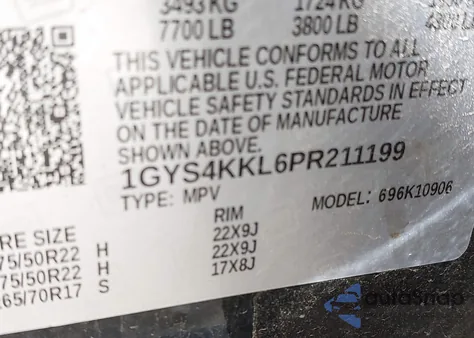 3493 KG 1724 KG
7700 LB 3800 LB
THIS VEHICLE CONFORMS TO ALL
APPLICABLE U.S. FEDERAL MOTOR
VEHICLE SAFETY STANDARDS IN EFFECT
ON THE DATE OF MANUFACTURE
SHOWN ABOVE.
1GYS4KKL6PR211199
TYPE: MPV MODEL: 696K10906
RE SIZE RIM
75/50R22 H 22X9J
75/50R22 H 22X9J
65/70R17 S 17X8J
autoSnap